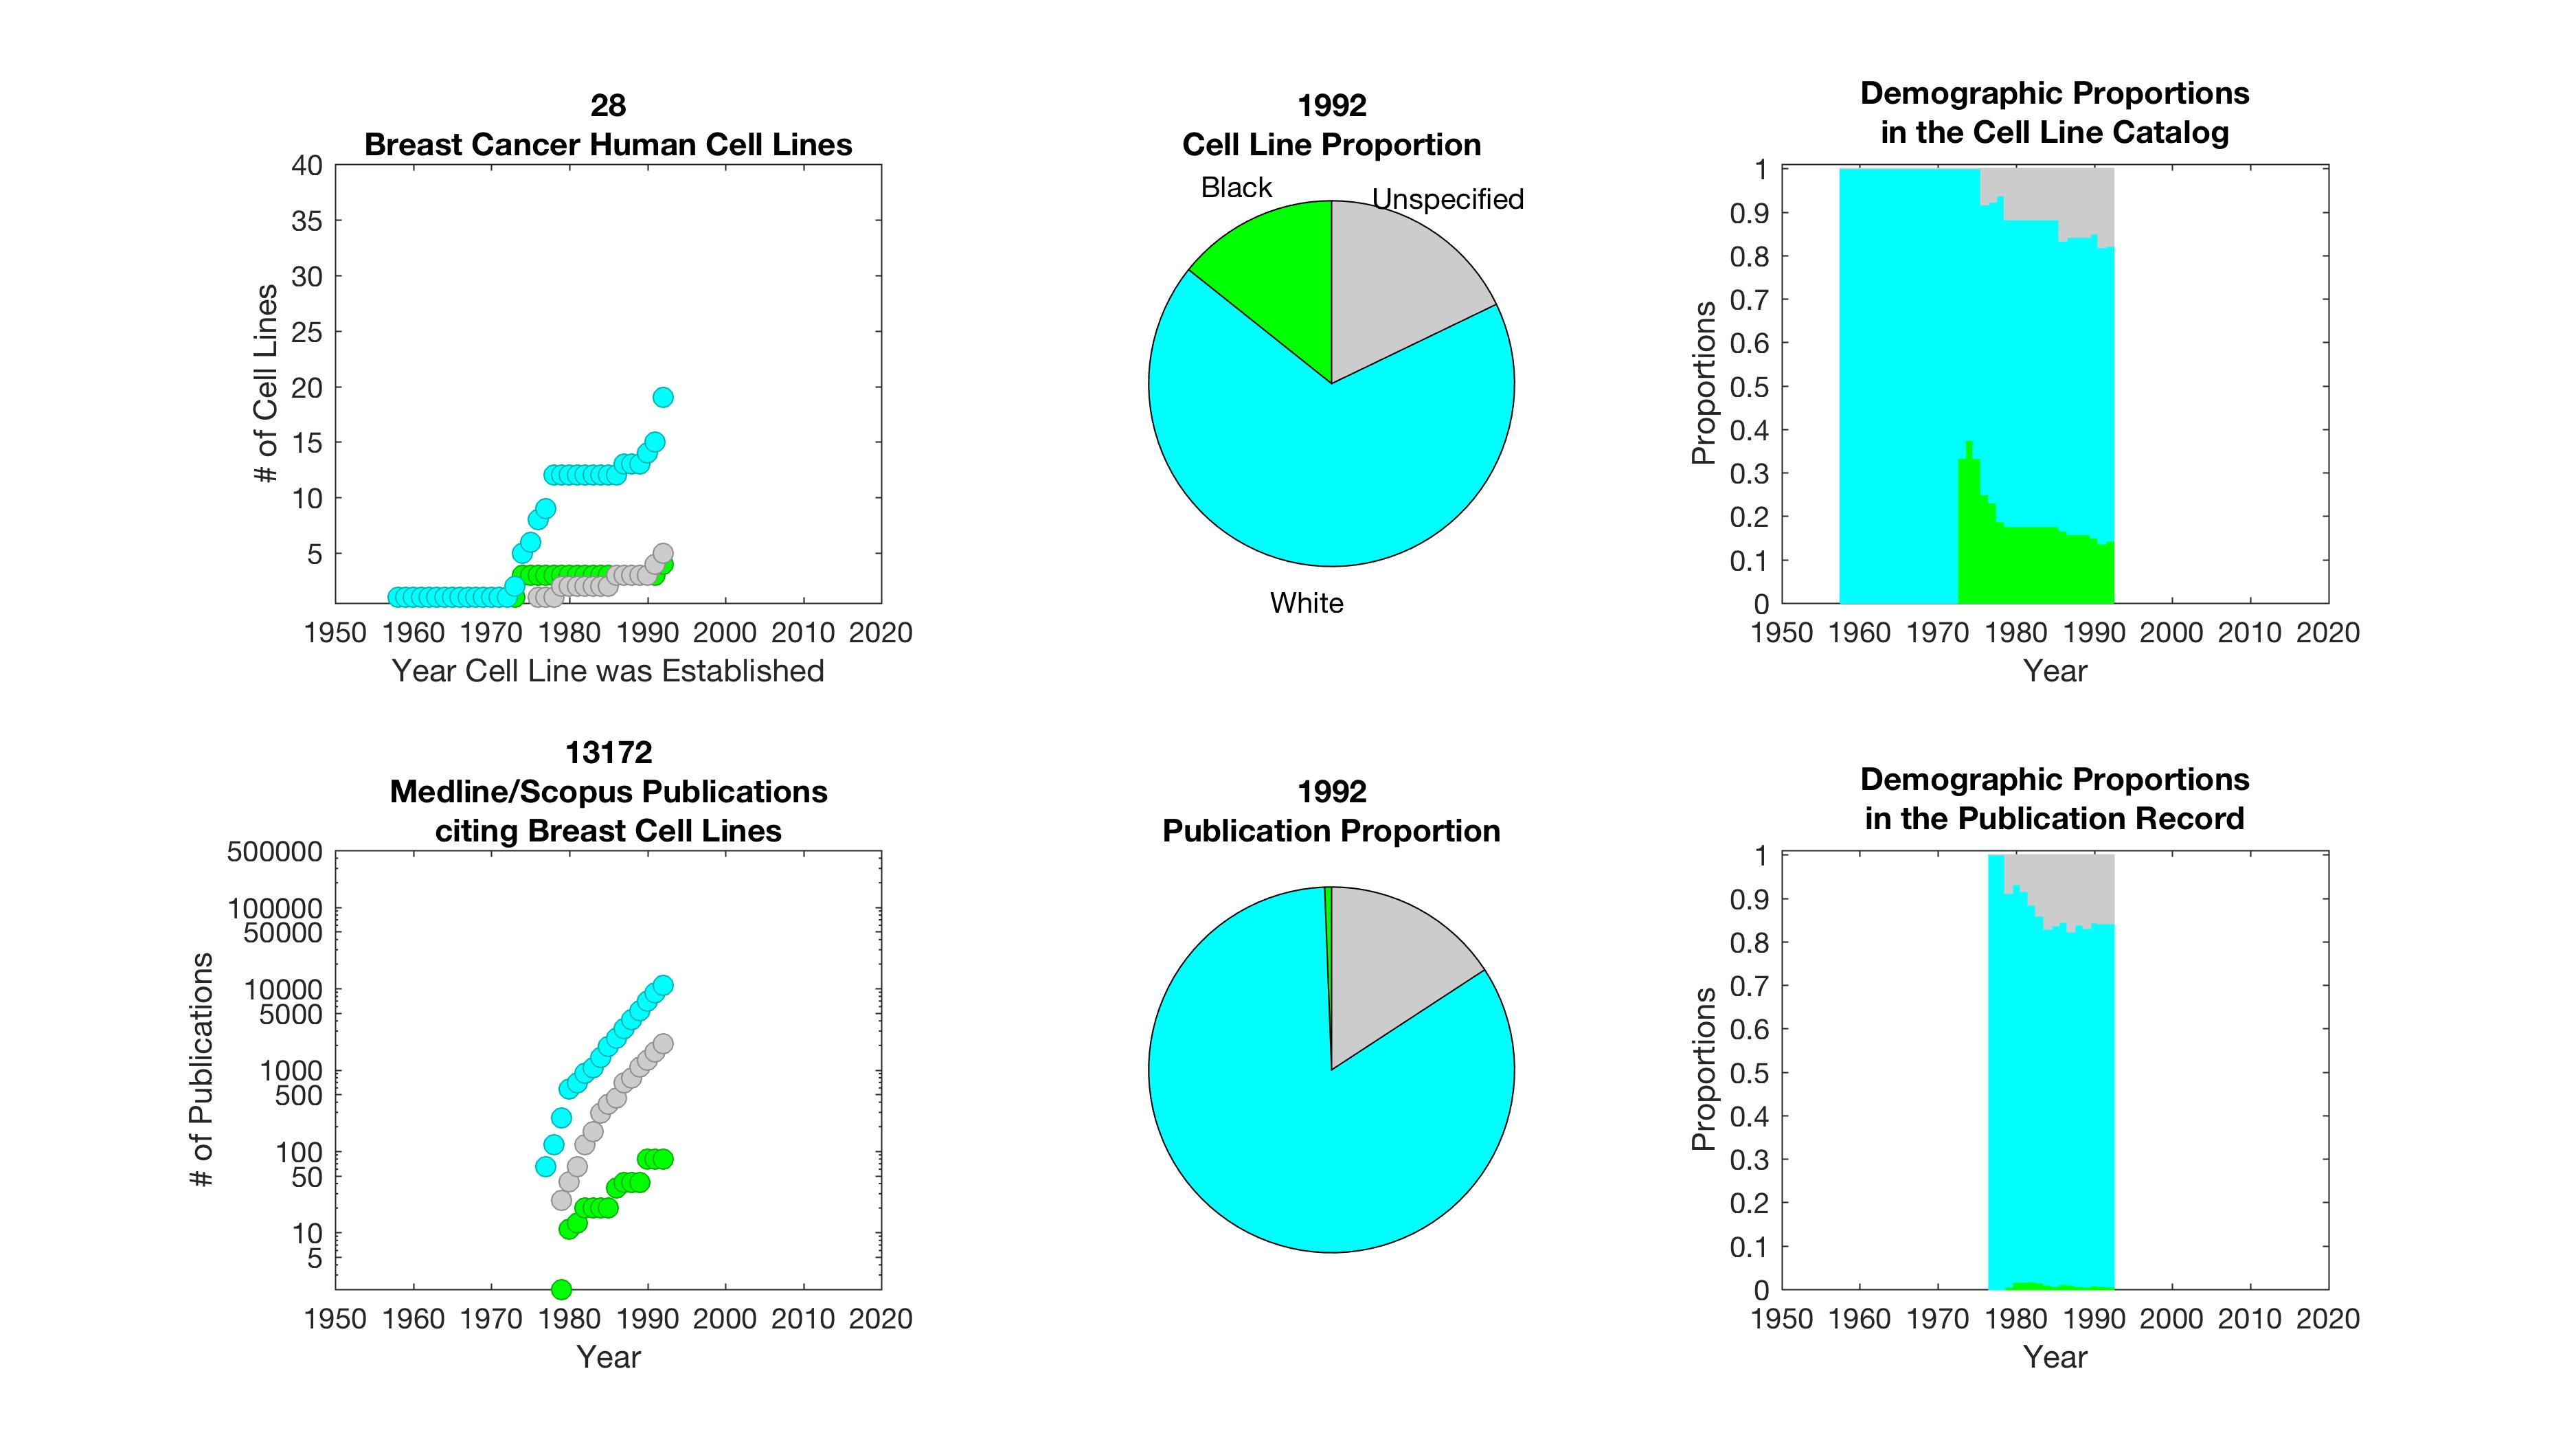 28
Breast Cancer Human Cell Lines
40
35
30
25
20
15
10
5
# of Cell Lines
1950 1960 1970 1980 1990 2000 2010 2020
Year Cell Line was Established
1992
Cell Line Proportion
Black
Unspecified
White
Demographic Proportions
in the Cell Line Catalog
1
0.9
0.8
0.7
0.6
0.5
0.4
0.3
0.2
0.1
0
Proportions
1950 1960 1970 1980 1990 2000 2010 2020
Year
13172
Medline/Scopus Publications
citing Breast Cell Lines
500000
100000
50000
10000
5000
1000
500
100
50
10
5
# of Publications
1950 1960 1970 1980 1990 2000 2010 2020
Year
1992
Publication Proportion
Demographic Proportions
in the Publication Record
1
0.9
0.8
0.7
0.6
0.5
0.4
0.3
0.2
0.1
0
Proportions
1950 1960 1970 1980 1990 2000 2010 2020
Year